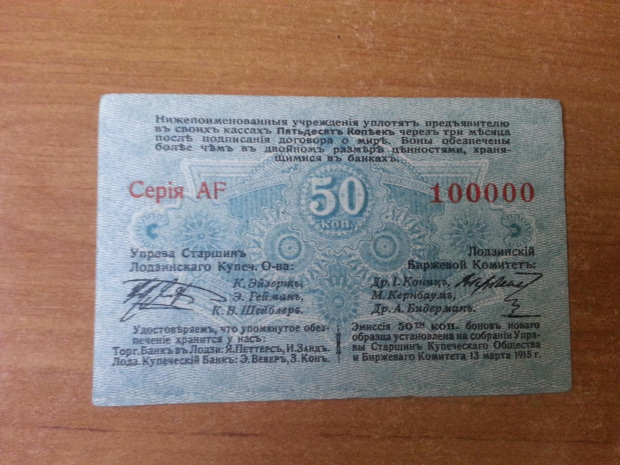 Нижепоименованныя учрежденія уплотятъ предъявителю
въ своихъ кассахъ Пятьдесятъ Копѣекъ черезъ три мѣсяца
послѣ подписанія договора о мирѣ. Боны обезпечены
болѣе чѣмъ въ двойномъ размѣрѣ цѣнностями, храня-
щимися въ банкахъ.
Серія AF
50
КОП.
100000
Управа Старшинъ
Лодзинскаго Купеч. О-ва:
К. Эйзертъ,
Э. Гейманъ,
К. В. Шейблеръ.
Лодзинскій
Биржевой Комитетъ:
Др. І. Коницъ,
М. Кернбаумъ,
Др. А. Бидерманъ.
Удостовѣряемъ, что упомянутое обез-
печеніе хранится у насъ:
Торг. Банкъ въ Лодзи: Я. Петтерсъ, И. Зандъ.
Лодз. Купеческій Банкъ: Э. Веверъ, З. Конъ.
Эмиссія 50ти коп. боновъ новаго
образца установлена на собраніи Упра-
вы Старшинъ Купеческаго Общества
и Биржеваго Комитета 13 марта 1915 г.